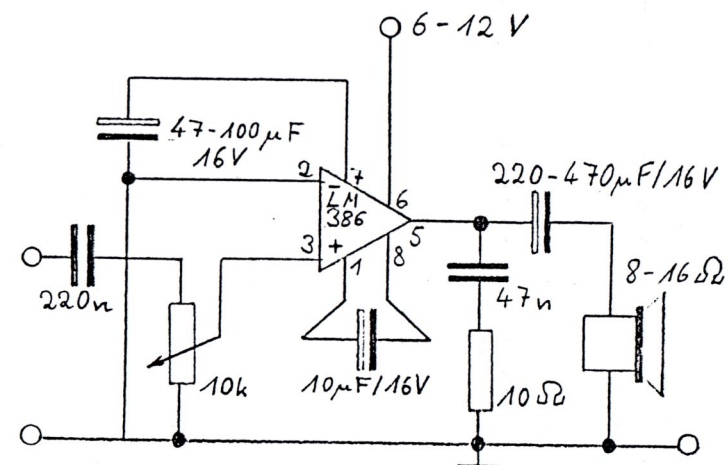 6-12 V
47-100µF
16V
2
7
6
220-470µF/16V
-
LM
386
5
3
+
1
8
8-16Ω
220n
47n
10k
10µF/16V
10Ω